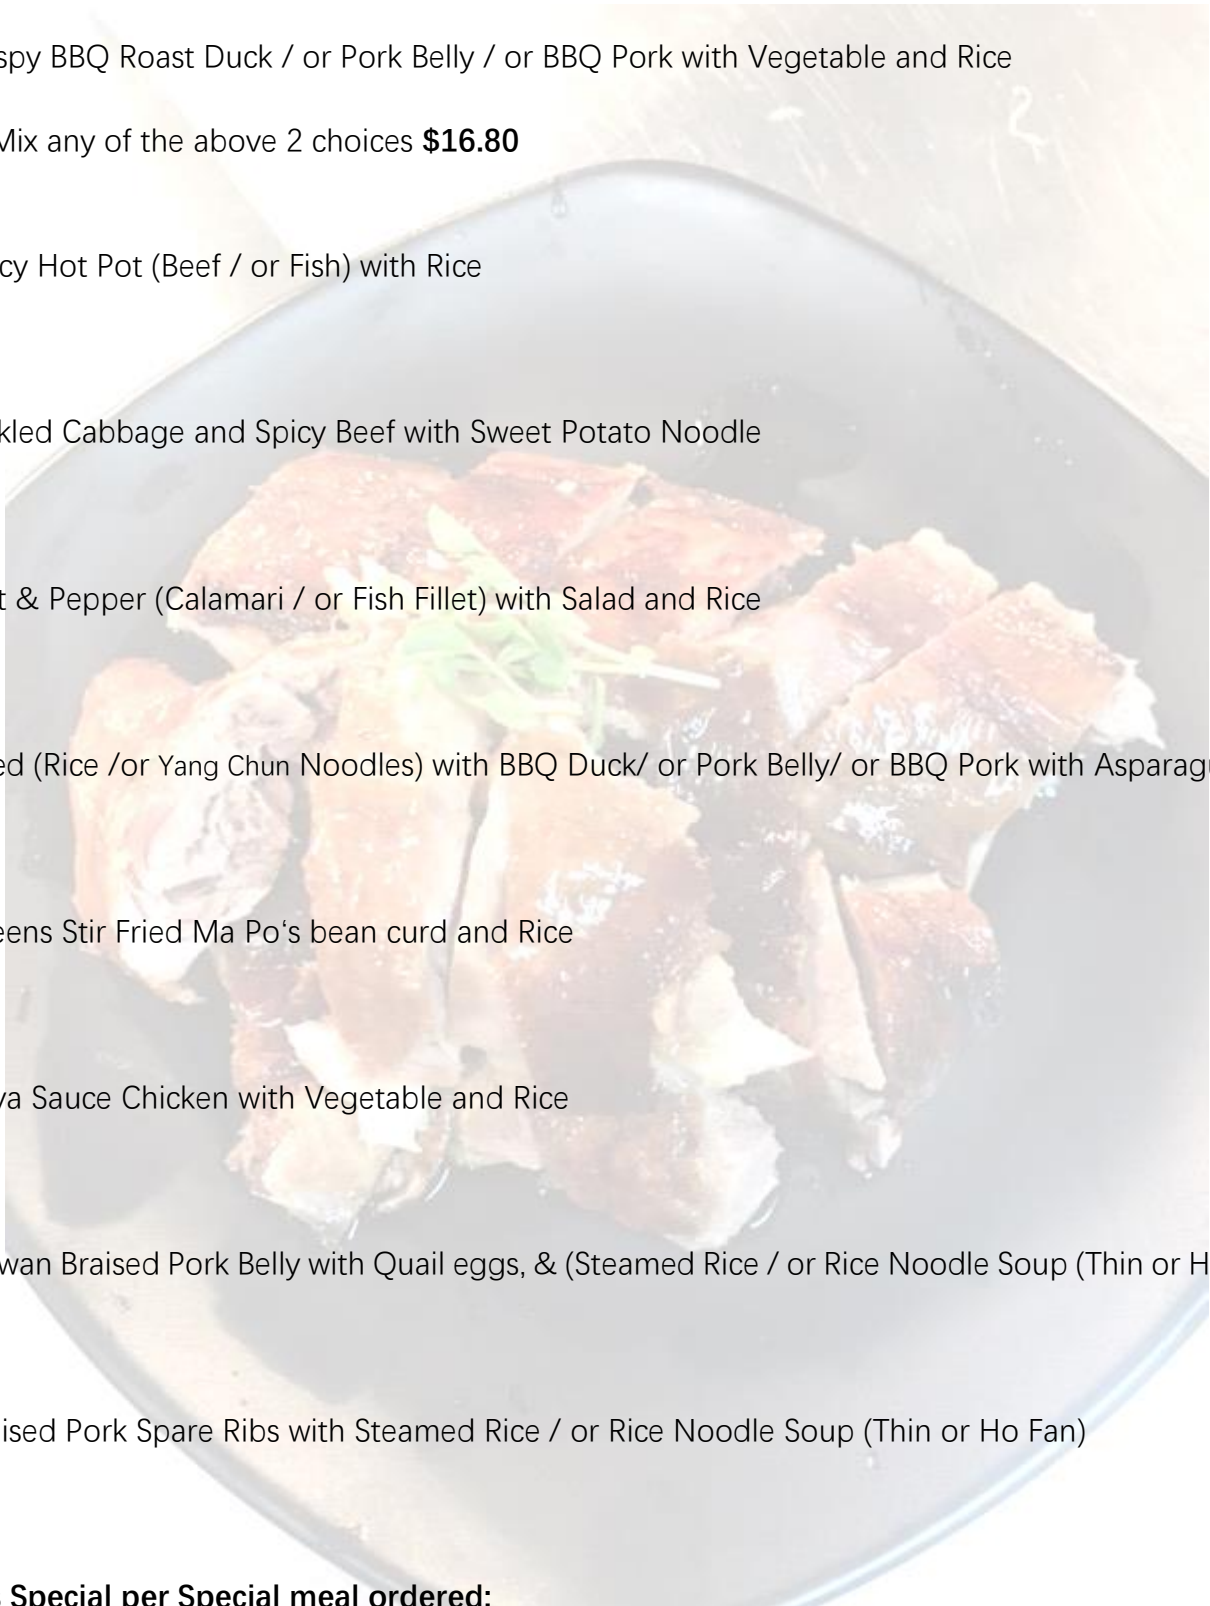 spy BBQ Roast Duck / or Pork Belly / or BBQ Pork with Vegetable and Rice
Mix any of the above 2 choices $16.80
cy Hot Pot (Beef / or Fish) with Rice
kled Cabbage and Spicy Beef with Sweet Potato Noodle
t & Pepper (Calamari / or Fish Fillet) with Salad and Rice
ed (Rice /or Yang Chun Noodles) with BBQ Duck/ or Pork Belly/ or BBQ Pork with Asparag
eens Stir Fried Ma Po‘s bean curd and Rice
ya Sauce Chicken with Vegetable and Rice
wan Braised Pork Belly with Quail eggs, & (Steamed Rice / or Rice Noodle Soup (Thin or H
ised Pork Spare Ribs with Steamed Rice / or Rice Noodle Soup (Thin or Ho Fan)
Special per Special meal ordered: